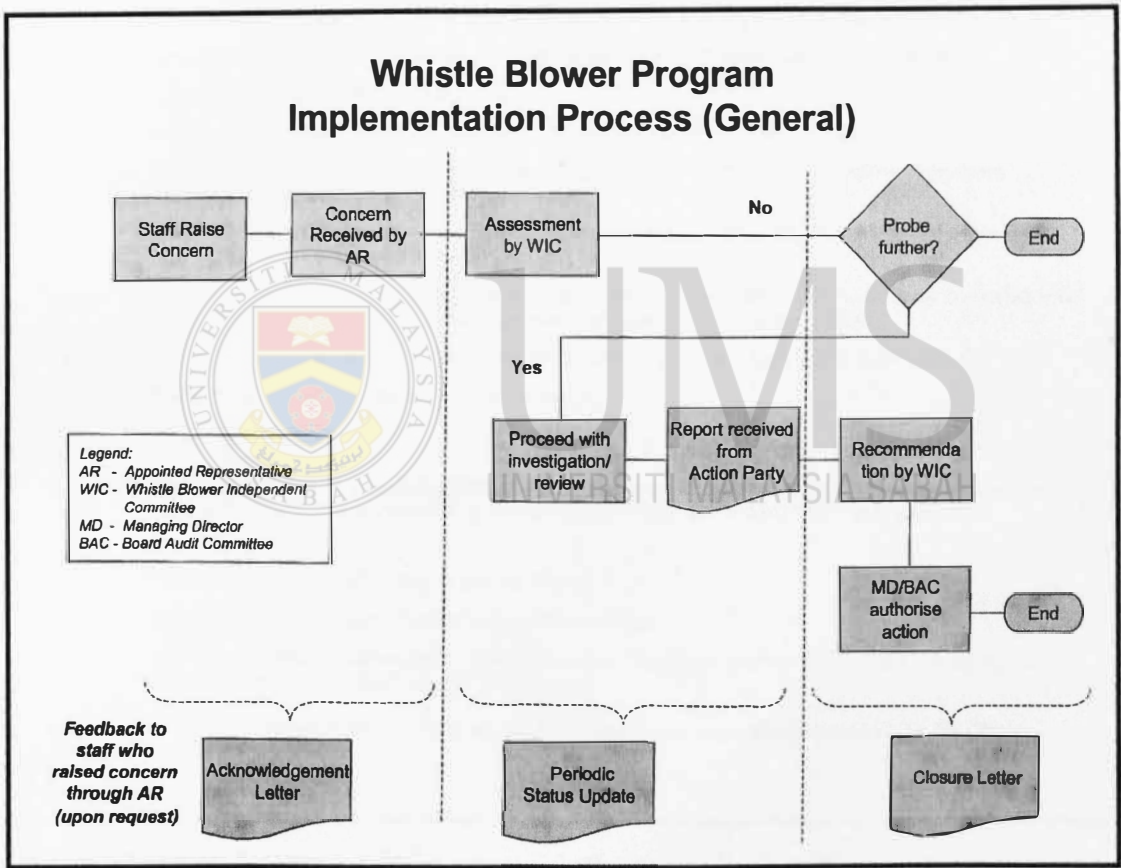 Whistle Blower Program
Implementation Process (General)
Staff Raise
Concern
Concern
Received by
AR
Assessment
by WIC
No
Probe
further?
End
Yes
Proceed with
investigation/
review
Report received
from
Action Party
Recommenda
tion by WIC
MD/BAC
authorise
action
End
Legend:
AR - Appointed Representative
WIC - Whistle Blower Independent
Committee
MD - Managing Director
BAC - Board Audit Committee
Feedback to
staff who
raised concern
through AR
(upon request)
Acknowledgement
Letter
Periodic
Status Update
Closure Letter
UNIVERSITI MALAYSIA
SABAH
UMS
UNIVERSITI MALAYSIA SABAH